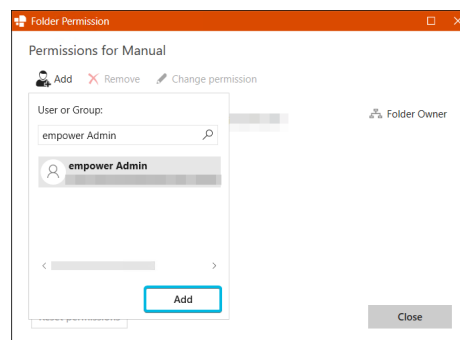 Folder Permission
Permissions for Manual
Add Remove Change permission
User or Group:
empower Admin
Folder Owner
empower Admin
Add
Close